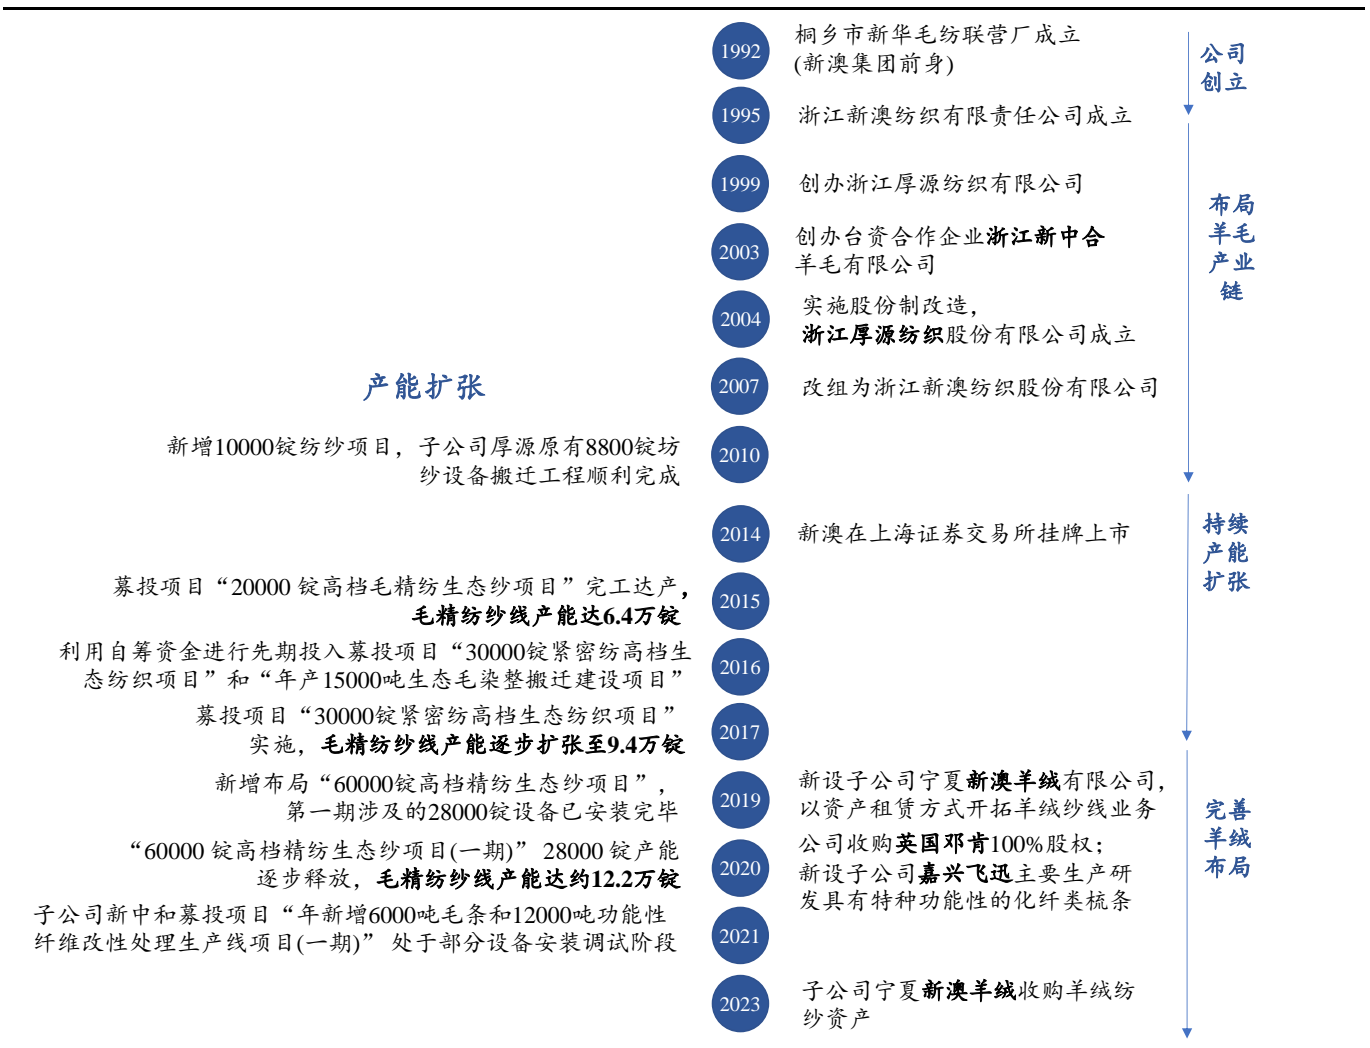 1992
桐乡市新华毛纺联营厂成立
(新澳集团前身)
公司
创立
1995
浙江新澳纺织有限责任公司成立
1999
创办浙江厚源纺织有限公司
布局
羊毛
产业
链
2003
创办台资合作企业浙江新中合
羊毛有限公司
2004
实施股份制改造，
浙江厚源纺织股份有限公司成立
产能扩张
2007
改组为浙江新澳纺织股份有限公司
新增10000锭纺纱项目，子公司厚源原有8800锭坊
纱设备搬迁工程顺利完成
2010
2014
新澳在上海证券交易所挂牌上市
持续
产能
扩张
募投项目“20000 锭高档毛精纺生态纱项目”完工达产，
毛精纺纱线产能达6.4万锭
2015
利用自筹资金进行先期投入募投项目“30000锭紧密纺高档生
态纺织项目”和“年产15000吨生态毛染整搬迁建设项目”
2016
募投项目“30000锭紧密纺高档生态纺织项目”
实施，毛精纺纱线产能逐步扩张至9.4万锭
2017
新增布局“60000锭高档精纺生态纱项目”，
第一期涉及的28000锭设备已安装完毕
2019
新设子公司宁夏新澳羊绒有限公司，
以资产租赁方式开拓羊绒纱线业务
完善
羊绒
布局
“60000 锭高档精纺生态纱项目(一期)” 28000 锭产能
逐步释放，毛精纺纱线产能达约12.2万锭
2020
公司收购英国邓肯100%股权；
新设子公司嘉兴飞迅主要生产研
发具有特种功能性的化纤类梳条
子公司新中和募投项目“年新增6000吨毛条和12000吨功能性
纤维改性处理生产线项目(一期)” 处于部分设备安装调试阶段
2021
2023
子公司宁夏新澳羊绒收购羊绒纺
纱资产